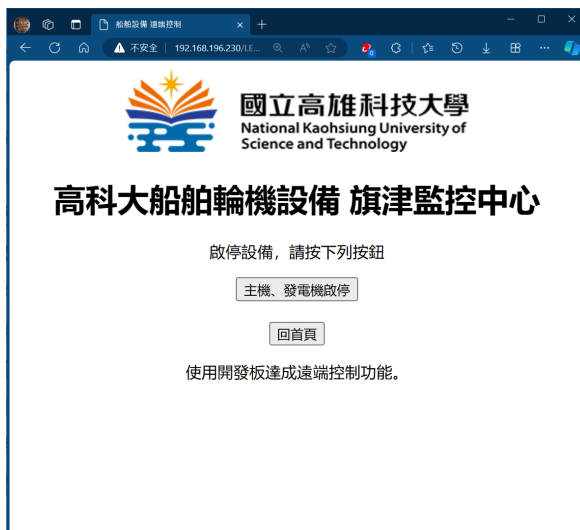 船舶設備 遠端控制
不安全
192.168.196.230/LE...
國立高雄科技大學
National Kaohsiung University of
Science and Technology
高科大船舶輪機設備 旗津監控中心
啟停設備，請按下列按鈕
主機、發電機啟停
回首頁
使用開發板達成遠端控制功能。